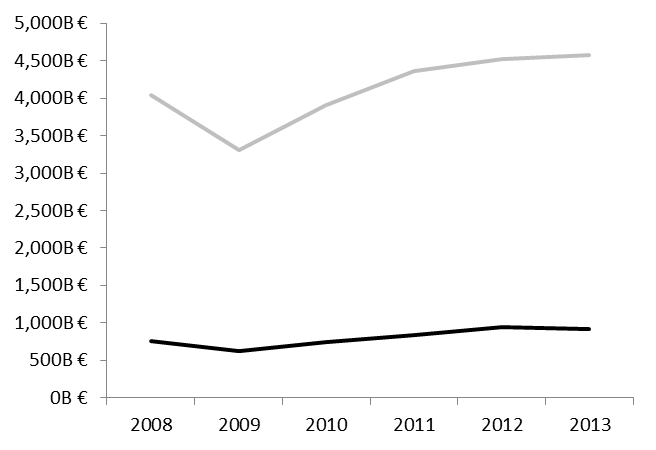 5,000B €
4,500B €
4,000B €
3,500B €
3,000B €
2,500B €
2,000B €
1,500B €
1,000B €
500B €
0B €
2008 2009 2010 2011 2012 2013